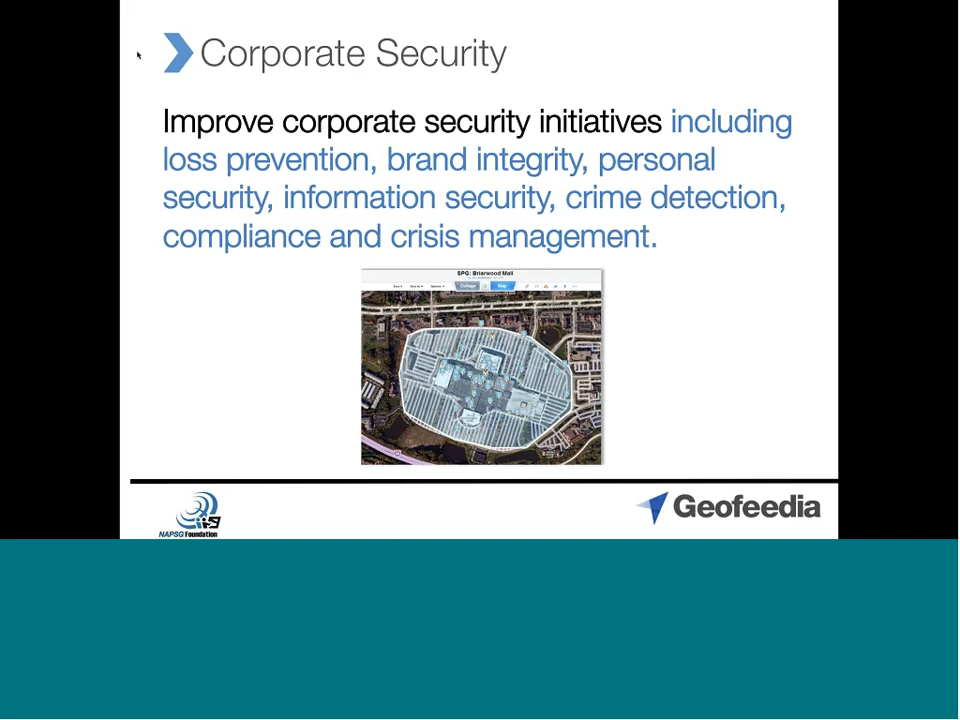 Corporate Security
Improve corporate security initiatives including
loss prevention, brand integrity, personal
security, information security, crime detection,
compliance and crisis management.
SPG: Briarwood Mall
Collage
Map
NAPSG Foundation
Geofeedia